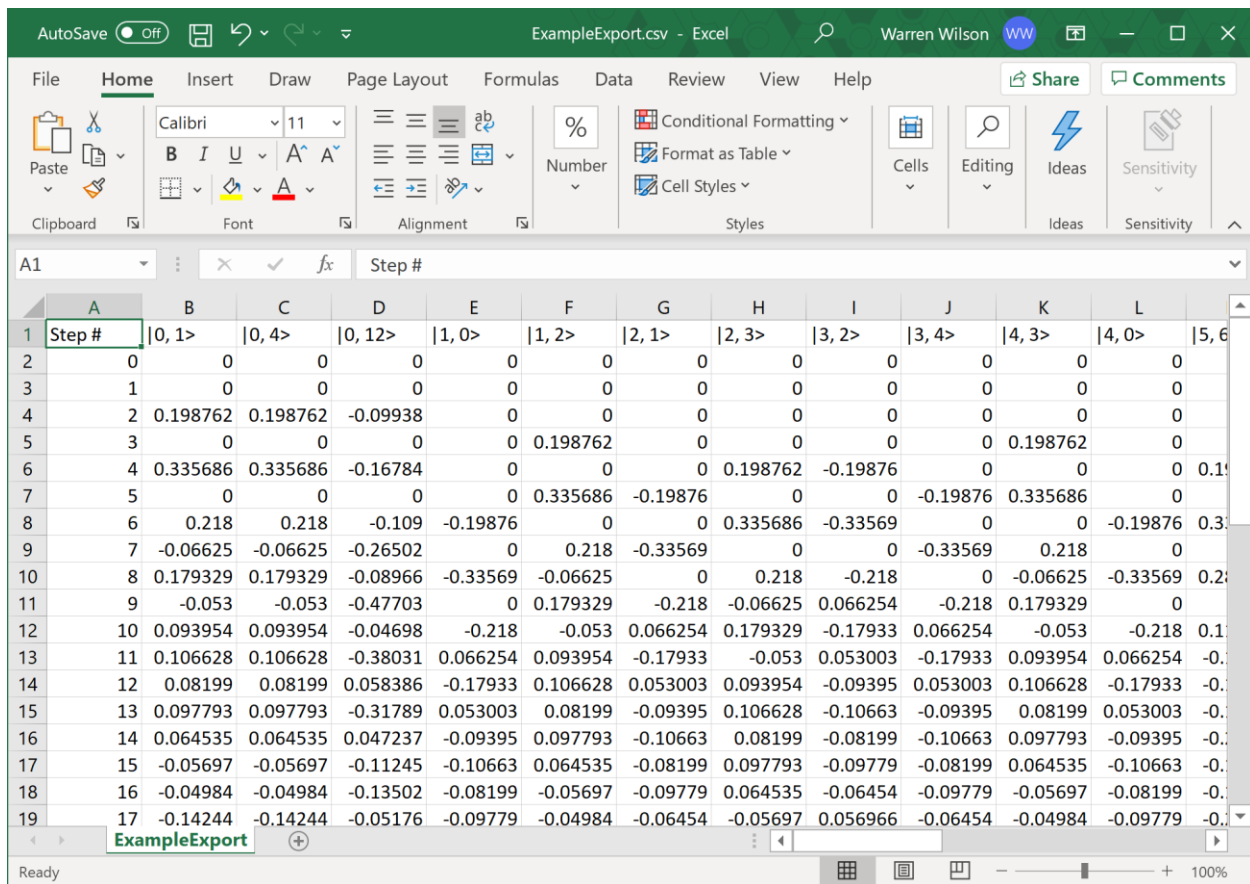 AutoSave Off ExampleExport.csv - Excel Warren Wilson WW
File Home Insert Draw Page Layout Formulas Data Review View Help Share Comments
Calibri 11 ab c % Conditional Formatting
Paste B I U A A Number Format as Table Cells Editing Ideas Sensitivity
A Cell Styles
Clipboard Font Alignment Styles Ideas Sensitivity
A1 fx Step #
A B C D E F G H I J K L
1 Step # |0, 1> |0, 4> |0, 12> |1, 0> |1, 2> |2, 1> |2, 3> |3, 2> |3, 4> |4, 3> |4, 0> |5, 6
2 0 0 0 0 0 0 0 0 0 0 0 0
3 1 0 0 0 0 0 0 0 0 0 0 0
4 2 0.198762 0.198762 -0.09938 0 0 0 0 0 0 0 0
5 3 0 0 0 0 0.198762 0 0 0 0 0.198762 0
6 4 0.335686 0.335686 -0.16784 0 0 0 0.198762 -0.19876 0 0 0 0.19
7 5 0 0 0 0 0.335686 -0.19876 0 0 -0.19876 0.335686 0
8 6 0.218 0.218 -0.109 -0.19876 0 0 0.335686 -0.33569 0 0 -0.19876 0.3
9 7 -0.06625 -0.06625 -0.26502 0 0.218 -0.33569 0 0 -0.33569 0.218 0
10 8 0.179329 0.179329 -0.08966 -0.33569 -0.06625 0 0.218 -0.218 0 -0.06625 -0.33569 0.28
11 9 -0.053 -0.053 -0.47703 0 0.179329 -0.218 -0.06625 0.066254 -0.218 0.179329 0
12 10 0.093954 0.093954 -0.04698 -0.218 -0.053 0.066254 0.179329 -0.17933 0.066254 -0.053 -0.218 0.1
13 11 0.106628 0.106628 -0.38031 0.066254 0.093954 -0.17933 -0.053 0.053003 -0.17933 0.093954 0.066254 -0.
14 12 0.08199 0.08199 0.058386 -0.17933 0.106628 0.053003 0.093954 -0.09395 0.053003 0.106628 -0.17933 -0.
15 13 0.097793 0.097793 -0.31789 0.053003 0.08199 -0.09395 0.106628 -0.10663 -0.09395 0.08199 0.053003 -0.
16 14 0.064535 0.064535 0.047237 -0.09395 0.097793 -0.10663 0.08199 -0.08199 -0.10663 0.097793 -0.09395 -0.
17 15 -0.05697 -0.05697 -0.11245 -0.10663 0.064535 -0.08199 0.097793 -0.09779 -0.08199 0.064535 -0.10663 -0.
18 16 -0.04984 -0.04984 -0.13502 -0.08199 -0.05697 -0.09779 0.064535 -0.06454 -0.09779 -0.05697 -0.08199 -0.
19 17 -0.14244 -0.14244 -0.05176 -0.09779 -0.04984 -0.06454 -0.05697 0.056966 -0.06454 -0.04984 -0.09779 -0.
ExampleExport
Ready 100%